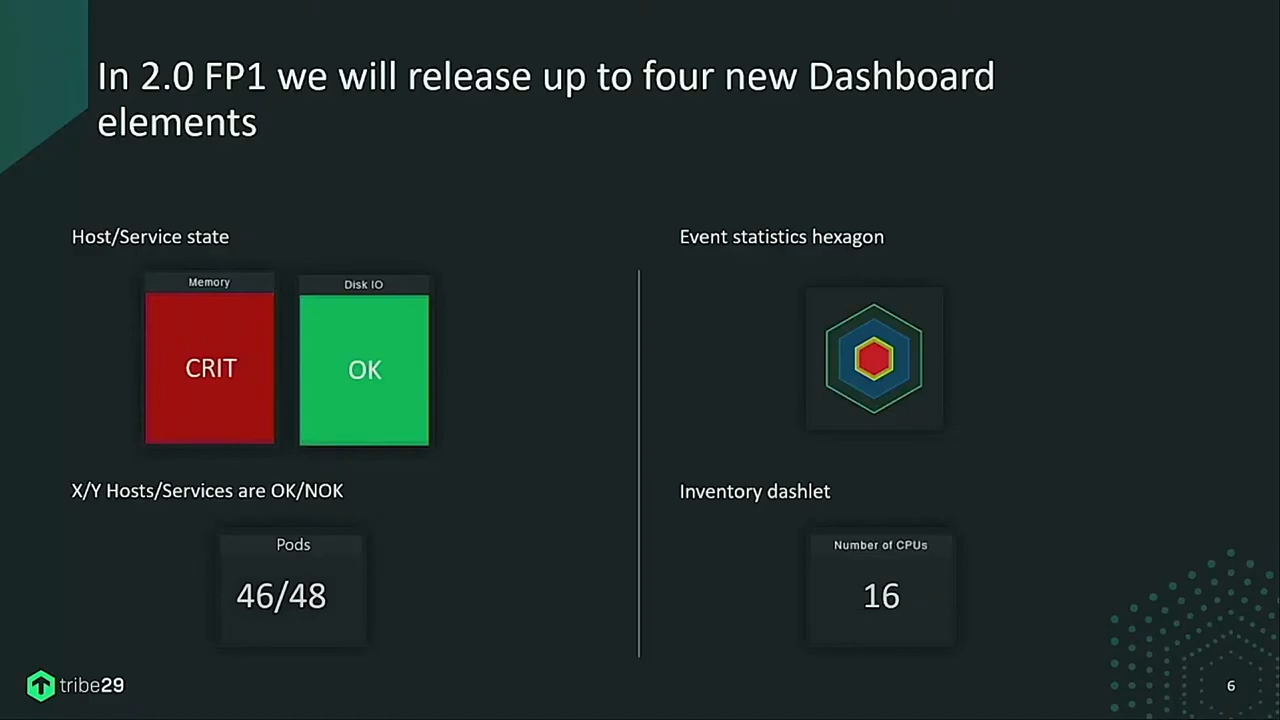 In 2.0 FP1 we will release up to four new Dashboard
elements
Host/Service state
Memory
CRIT
Disk IO
OK
X/Y Hosts/Services are OK/NOK
Pods
46/48
Event statistics hexagon
Inventory dashlet
Number of CPUs
16
tribe29
6